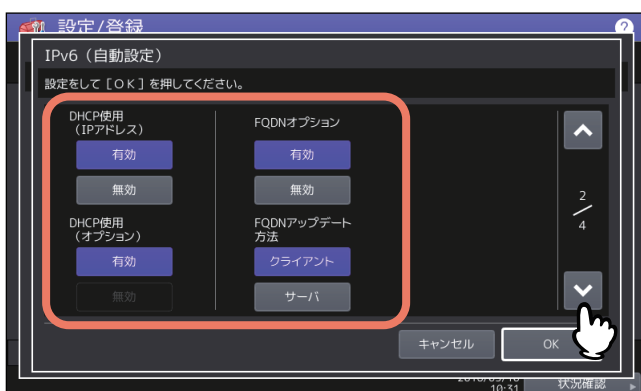 設定/登録
?
IPv6(自動設定)
設定をして[OK]を押してください。
DHCP使用
(IPアドレス)
有効
無効
DHCP使用
(オプション)
有効
無効
FQDNオプション
有効
無効
FQDNアップデート
方法
クライアント
サーバ
2
4
キャンセル
OK
10:31
状況確認